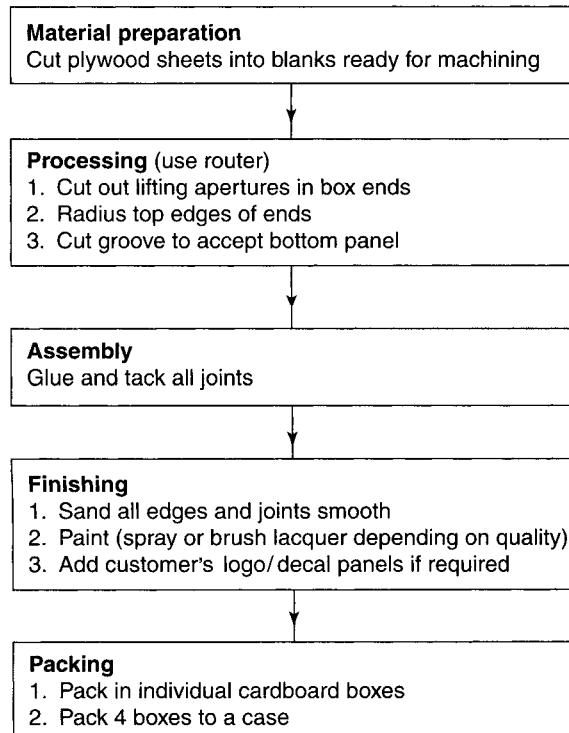 Material preparation
Cut plywood sheets into blanks ready for machining
Processing (use router)
1. Cut out lifting apertures in box ends
2. Radius top edges of ends
3. Cut groove to accept bottom panel
Assembly
Glue and tack all joints
Finishing
1. Sand all edges and joints smooth
2. Paint (spray or brush lacquer depending on quality)
3. Add customer's logo/decal panels if required
Packing
1. Pack in individual cardboard boxes
2. Pack 4 boxes to a case